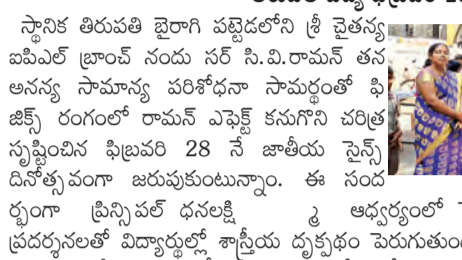 స్థానిక తిరుపతి బైరాగి పట్టెడలోని శ్రీ చైతన్య
ఐపిఎల్ బ్రాంచ్ నందు సర్ సి.వి.రామన్ తన
అనన్య సామాన్య పరిశోధనా సామర్థంతో ఫి
జిక్స్ రంగంలో రామన్ ఎఫెక్ట్ కనుగొని చరిత్ర
సృష్టించిన ఫిబ్రవరి 28 నే జాతీయ సైన్స్
దినోత్సవంగా జరుపుకుంటున్నాం. ఈ సంద
ర్భంగా ప్రిన్సిపల్ ధనలక్షి ్మ ఆధ్వర్యంలో
ప్రదర్శనలతో విద్యార్థుల్లో శాస్త్రీయ దృక్పథం